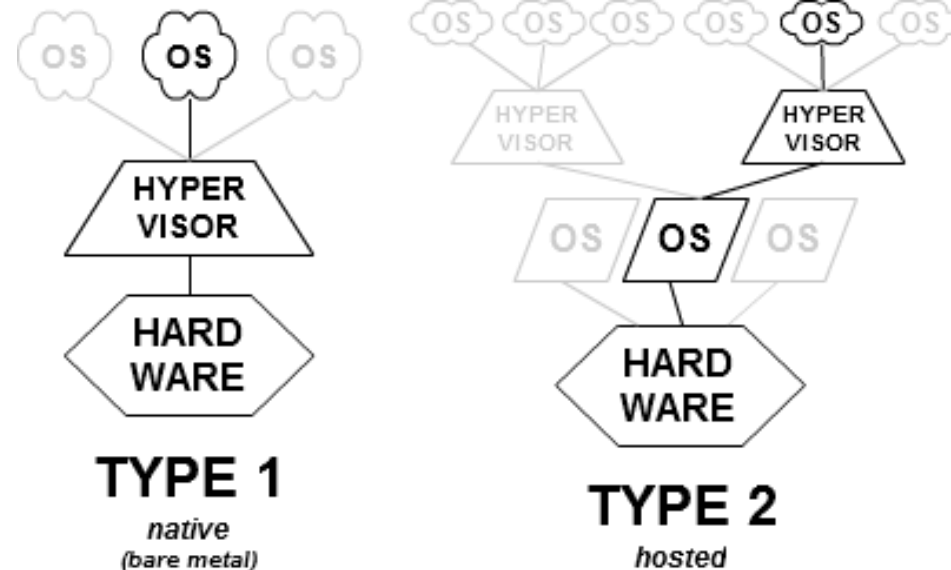 OS OS OS
HYPER
VISOR
HARD
WARE
TYPE 1
native
(bare metal)
OS OS OS OS OS OS
HYPER HYPER
VISOR VISOR
OS OS OS
HARD
WARE
TYPE 2
hosted